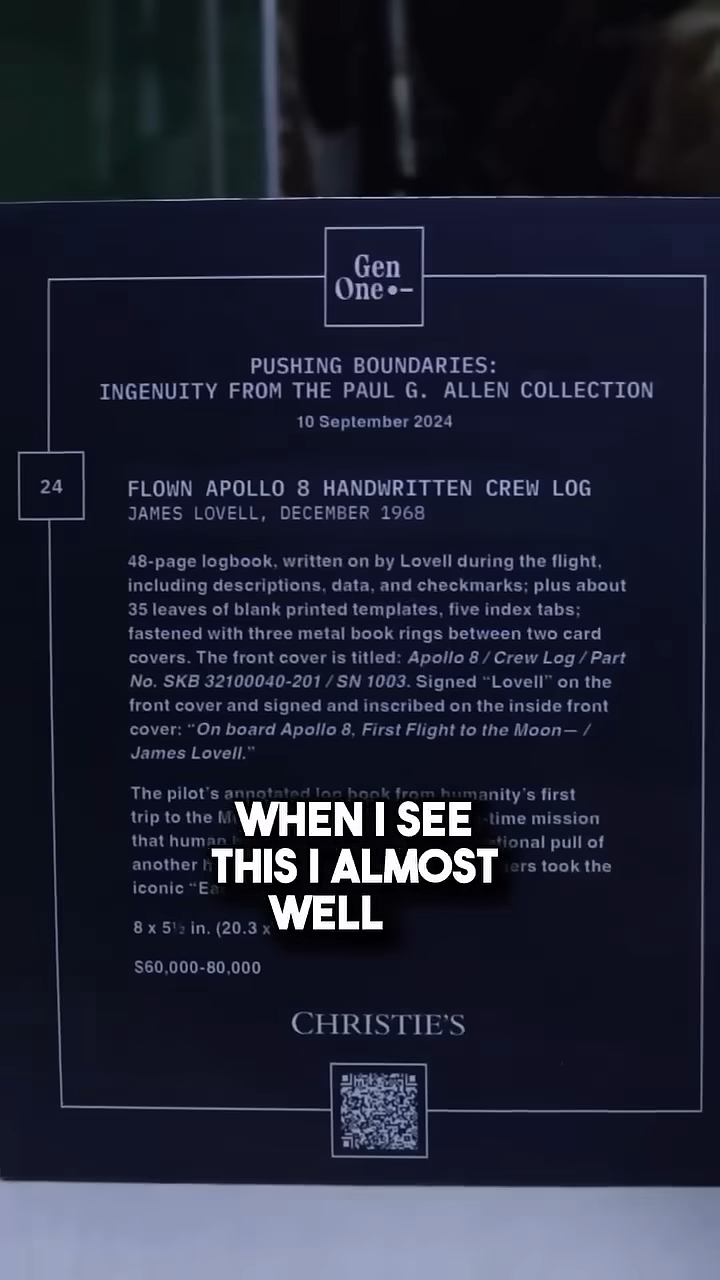 Gen
One•–
PUSHING BOUNDARIES:
INGENUITY FROM THE PAUL G. ALLEN COLLECTION
10 September 2024
24
FLOWN APOLLO 8 HANDWRITTEN CREW LOG
JAMES LOVELL, DECEMBER 1968
48-page logbook, written on by Lovell during the flight,
including descriptions, data, and checkmarks; plus about
35 leaves of blank printed templates, five index tabs;
fastened with three metal book rings between two card
covers. The front cover is titled: Apollo 8 / Crew Log / Part
No. SKB 32100040-201 / SN 1003. Signed “Lovell” on the
front cover and signed and inscribed on the inside front
cover: “On board Apollo 8, First Flight to the Moon— /
James Lovell.”
The pilot’s annotated log book from humanity’s first
trip to the -time mission
that human pull of
another took the
iconic
WHEN I SEE
THIS I ALMOST
WELL
8 x 5½ in. (20.3 x
$60,000-80,000
CHRISTIE’S